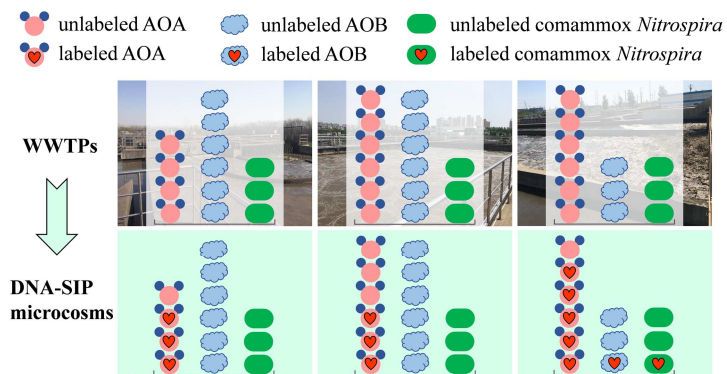 unlabeled AOA unlabeled AOB unlabeled comammox Nitrospira
labeled AOA labeled AOB labeled comammox Nitrospira
WWTPs
DNA-SIP
microcosms